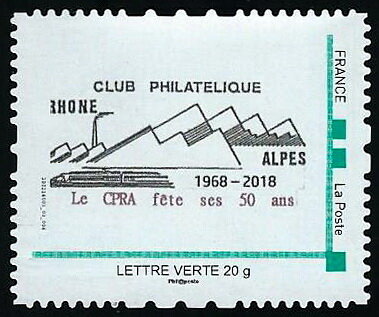 CLUB PHILATELIQUE
RHONE
ALPES
1968-2018
Le CPRA fête ses 50 ans
FRANCE
La Poste
LETTRE VERTE 20 g
Phil@poste